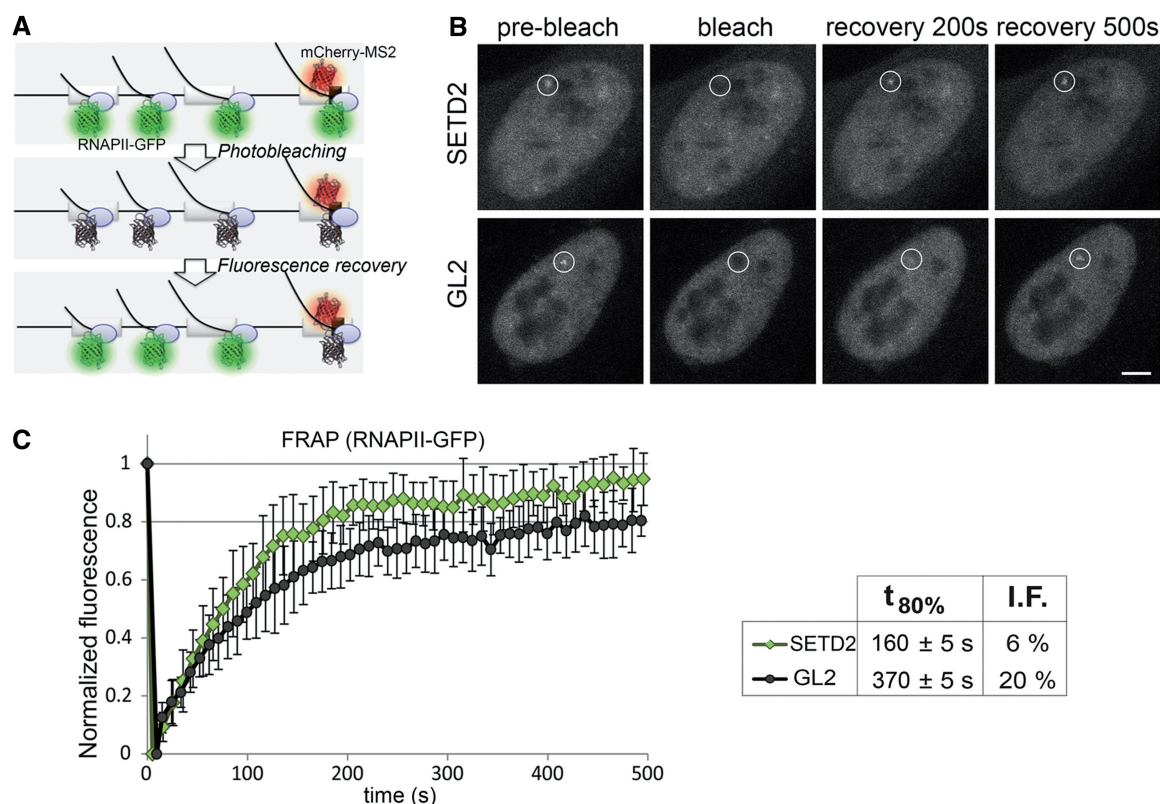 A
mCherry-MS2
RNAPII-GFP
Photobleaching
Fluorescence recovery
B
pre-bleach
bleach
recovery 200s
recovery 500s
SETD2
GL2
C
FRAP (RNAPII-GFP)
Normalized fluorescence
1
0.8
0.6
0.4
0.2
0
0
100
200
300
400
500
time (s)
t80% I.F.
SETD2 160 ± 5 s 6 %
GL2 370 ± 5 s 20 %